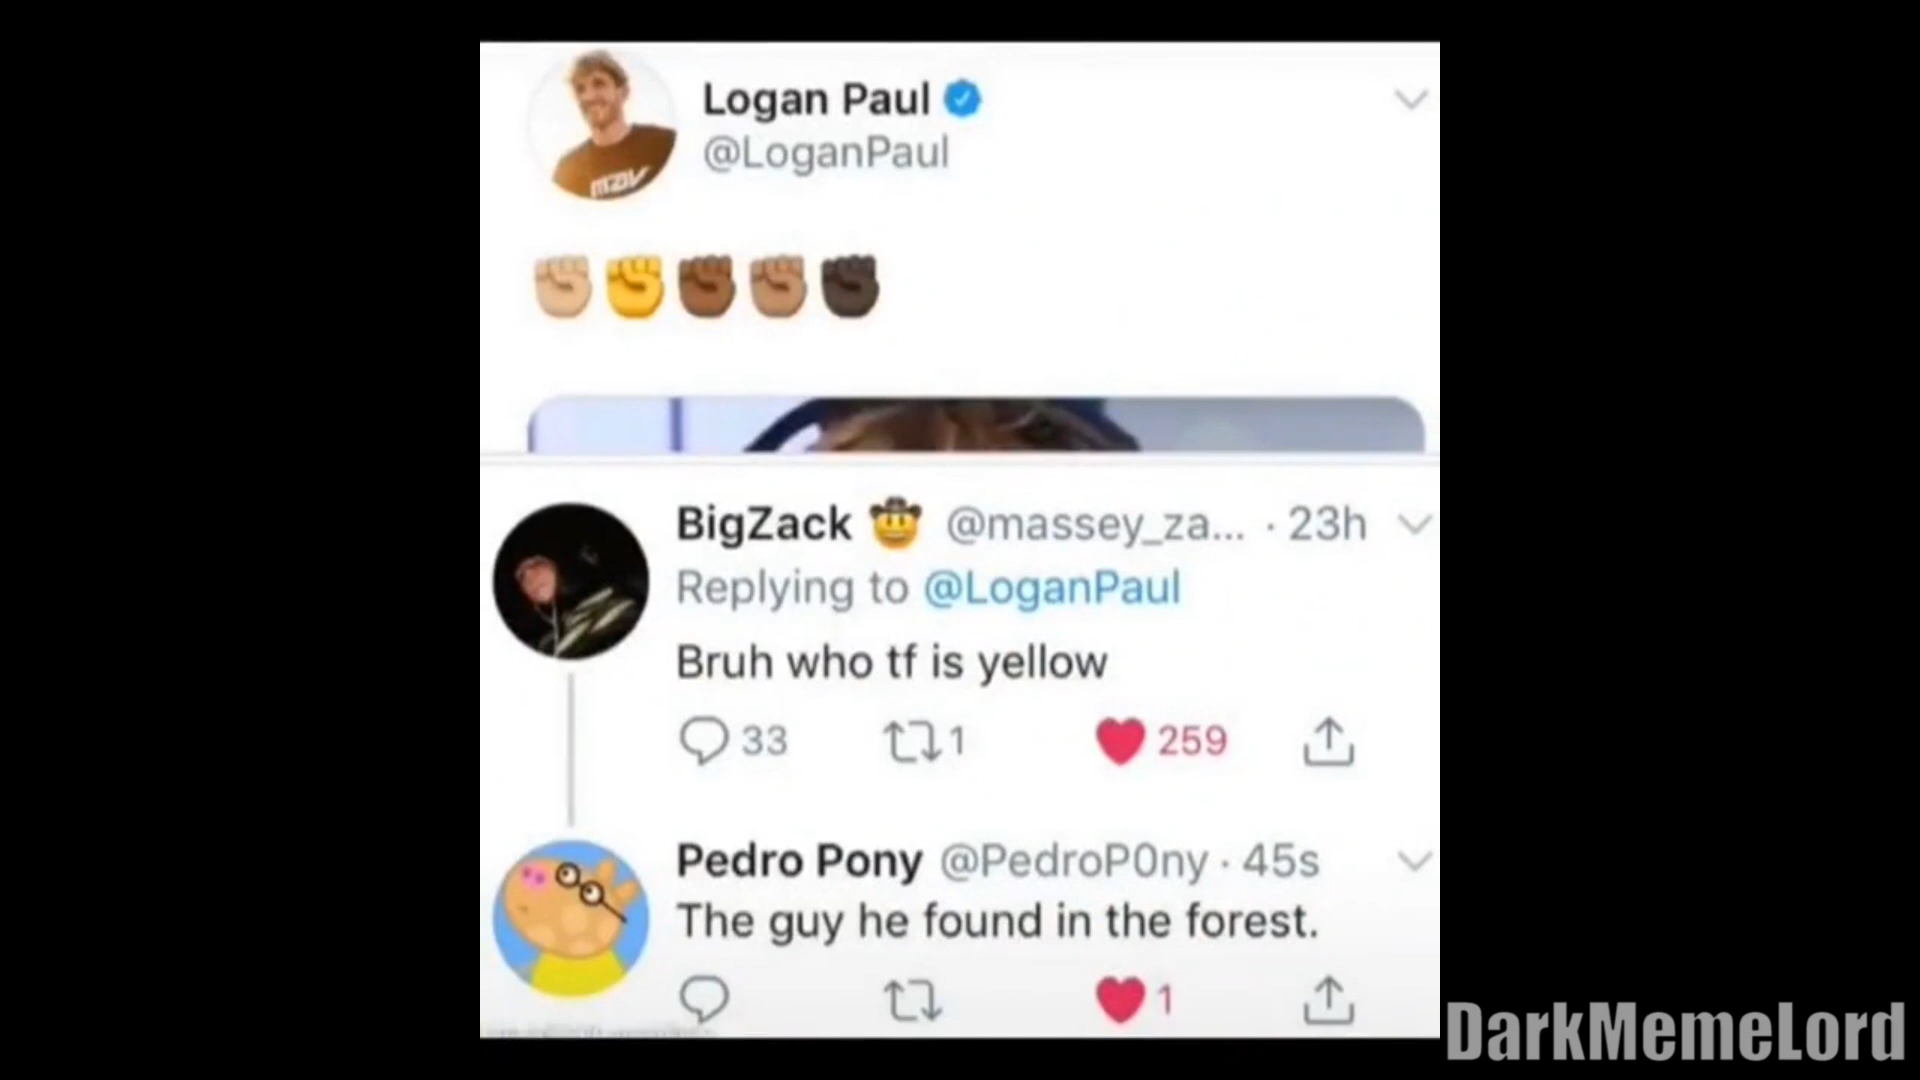 Logan Paul
@LoganPaul
✊🏼✊✊🏾✊🏽✊🏿
BigZack 🤠 @massey_za... · 23h
Replying to @LoganPaul
Bruh who tf is yellow
33 1 259
Pedro Pony @PedroP0ny · 45s
The guy he found in the forest.
1
DarkMemeLord